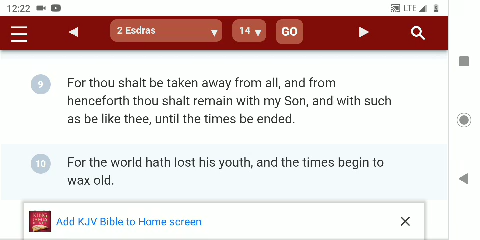 12:22 LTE
2 Esdras 14 GO
9 For thou shalt be taken away from all, and from
henceforth thou shalt remain with my Son, and with such
as be like thee, until the times be ended.
10 For the world hath lost his youth, and the times begin to
wax old.
Add KJV Bible to Home screen